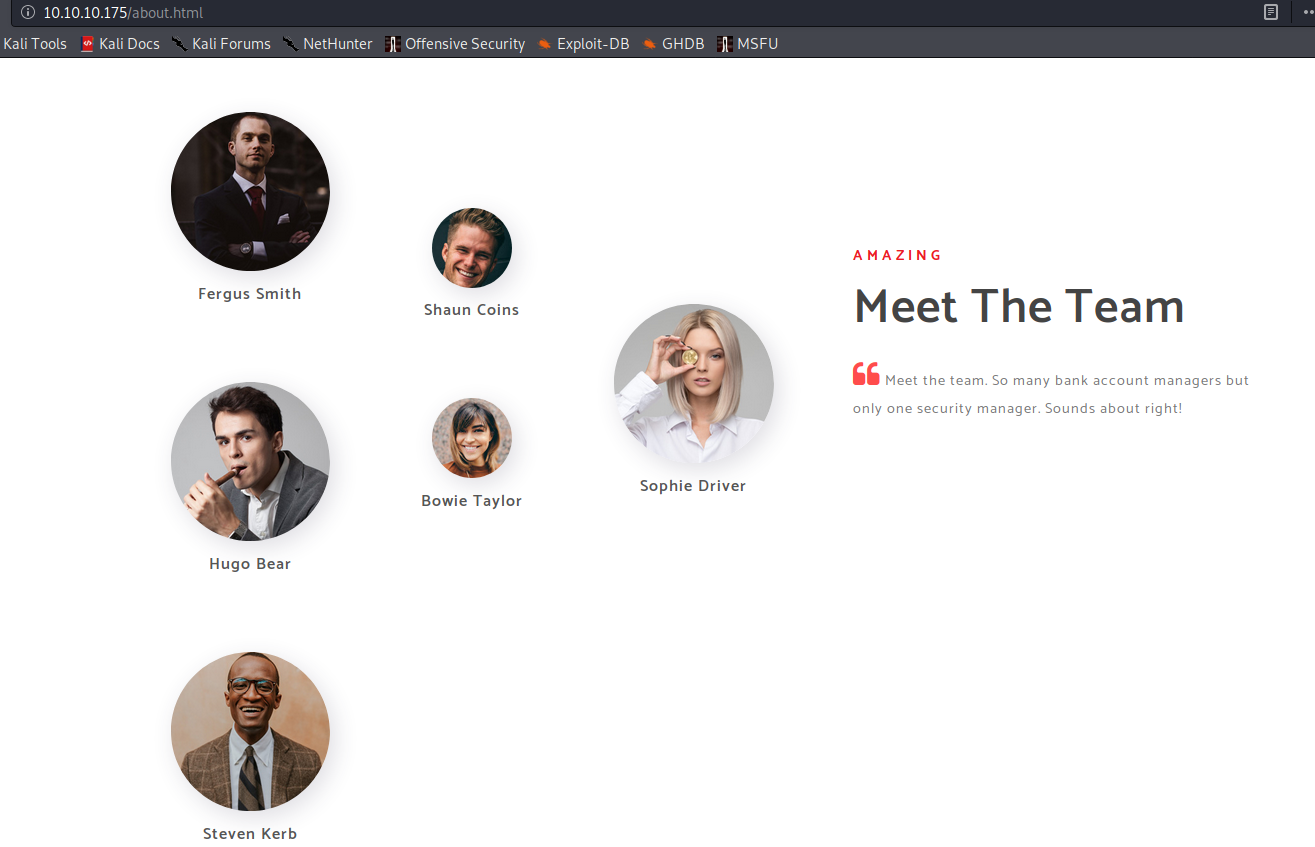 10.10.10.175/about.html
Kali Tools Kali Docs Kali Forums NetHunter Offensive Security Exploit-DB GHDB MSFU
Fergus Smith
Shaun Coins
Hugo Bear
Bowie Taylor
Sophie Driver
Steven Kerb
AMAZING
Meet The Team
Meet the team. So many bank account managers but
only one security manager. Sounds about right!